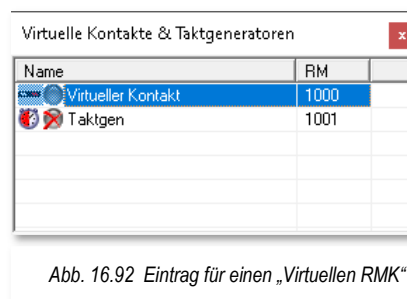 Virtuelle Kontakte & Taktgeneratoren x
Name RM
Virtueller Kontakt 1000
Taktgen 1001
Abb. 16.92 Eintrag für einen „Virtuellen RMK“